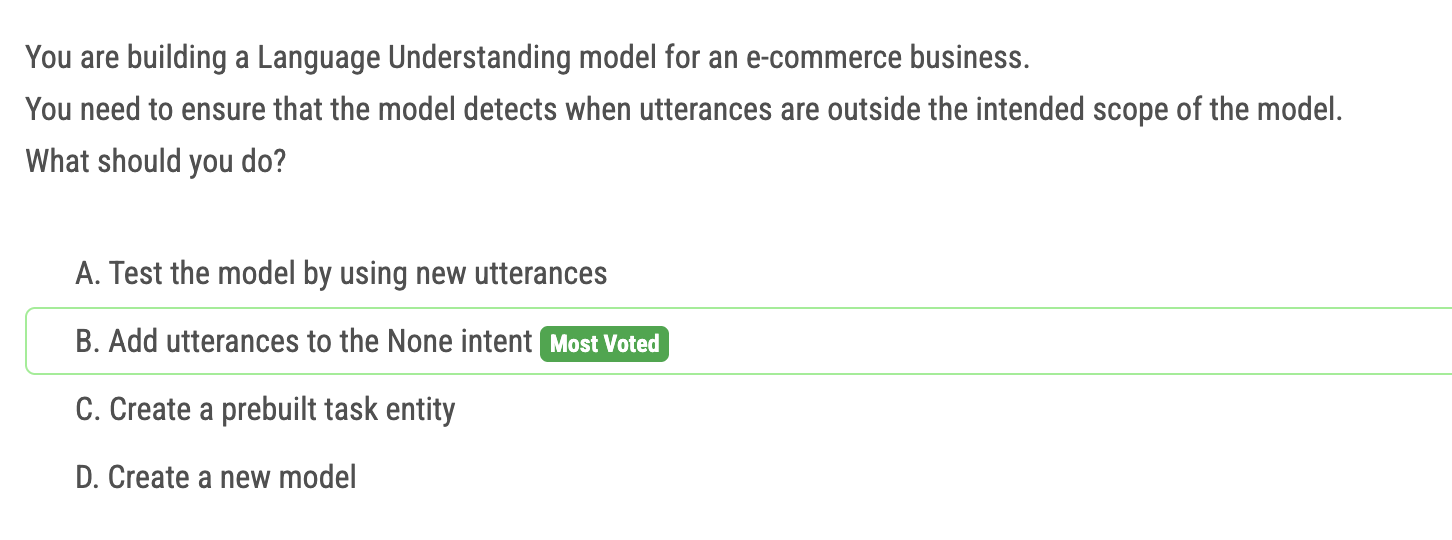 You are building a Language Understanding model for an e-commerce business.
You need to ensure that the model detects when utterances are outside the intended scope of the model.
What should you do?
A. Test the model by using new utterances
B. Add utterances to the None intent Most Voted
C. Create a prebuilt task entity
D. Create a new model